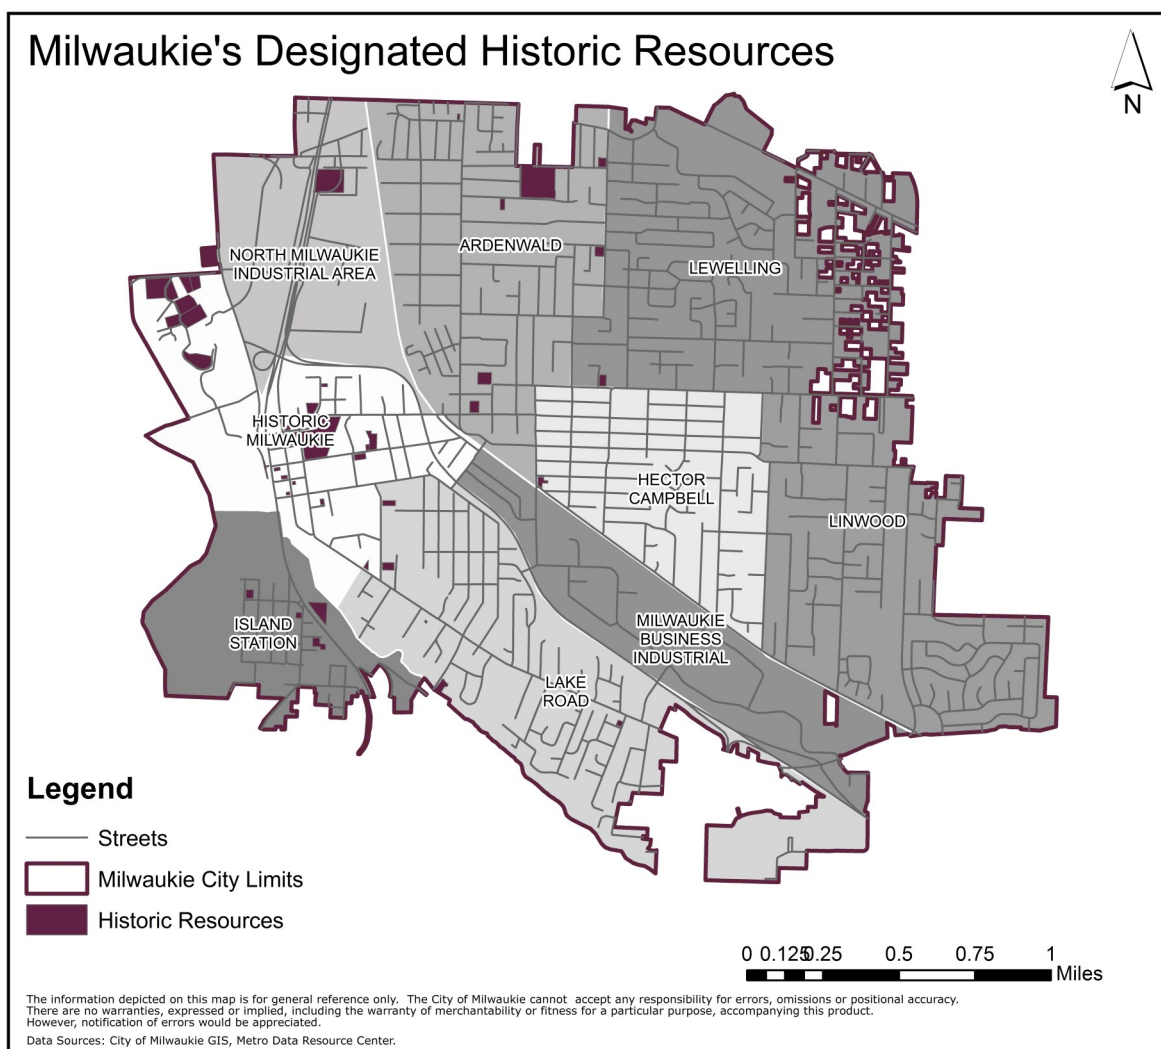 Milwaukie's Designated Historic Resources
N
ARDENWALD
NORTH MILWAUKIE
INDUSTRIAL AREA
LEWELLING
HISTORIC
MILWAUKIE
HECTOR
CAMPBELL
LINWOOD
ISLAND
STATION
MILWAUKIE
BUSINESS
INDUSTRIAL
LAKE
ROAD
Legend
Streets
Milwaukie City Limits
Historic Resources
0 0.125 0.25 0.5 0.75 1
Miles
The information depicted on this map is for general reference only. The City of Milwaukie cannot accept any responsibility for errors, omissions or positional accuracy.
There are no warranties, expressed or implied, including the warranty of merchantability or fitness for a particular purpose, accompanying this product.
However, notification of errors would be appreciated.
Data Sources: City of Milwaukie GIS, Metro Data Resource Center.